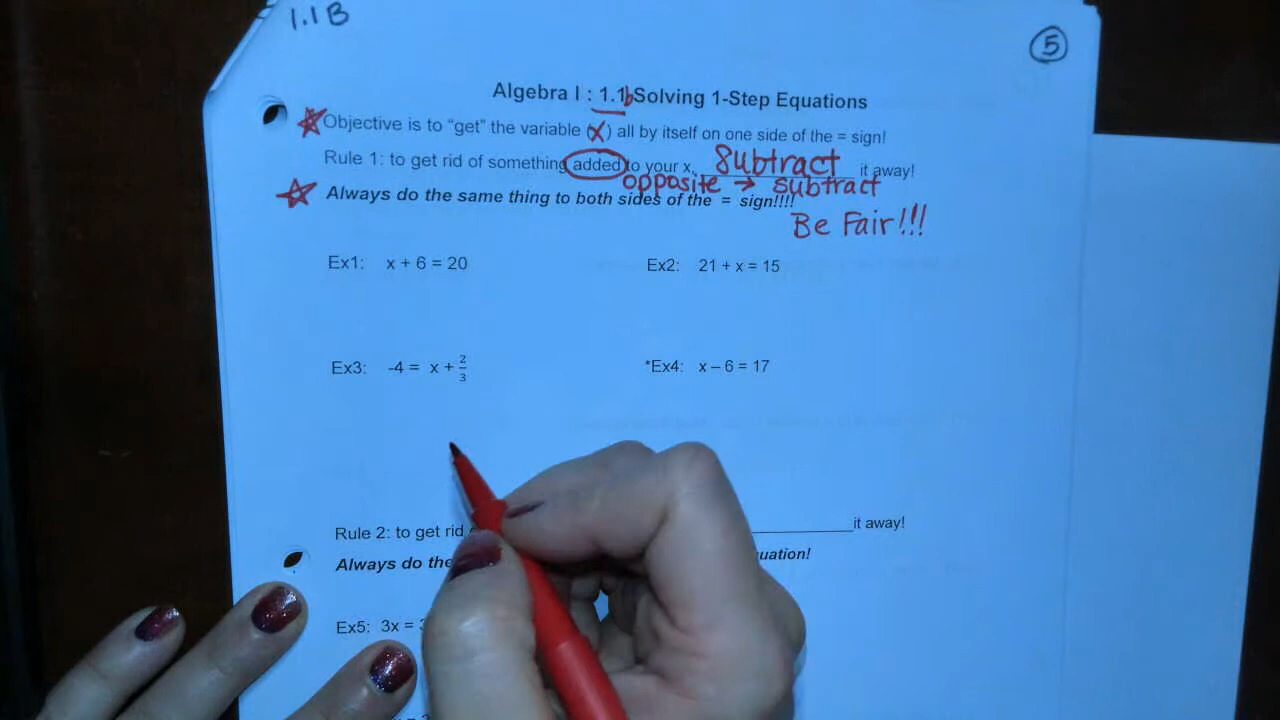 1.1B
5
Algebra I : 1.1b Solving 1-Step Equations
Objective is to "get" the variable (x) all by itself on one side of the = sign!
Rule 1: to get rid of something added to your x, subtract it away!
opposite → subtract
Always do the same thing to both sides of the = sign!!!!
Be Fair!!!
Ex1: x + 6 = 20
Ex2: 21 + x = 15
Ex3: -4 = x + 2/3
*Ex4: x – 6 = 17
Rule 2: to get rid ___ it away!
Always do the
Ex5: 3x =